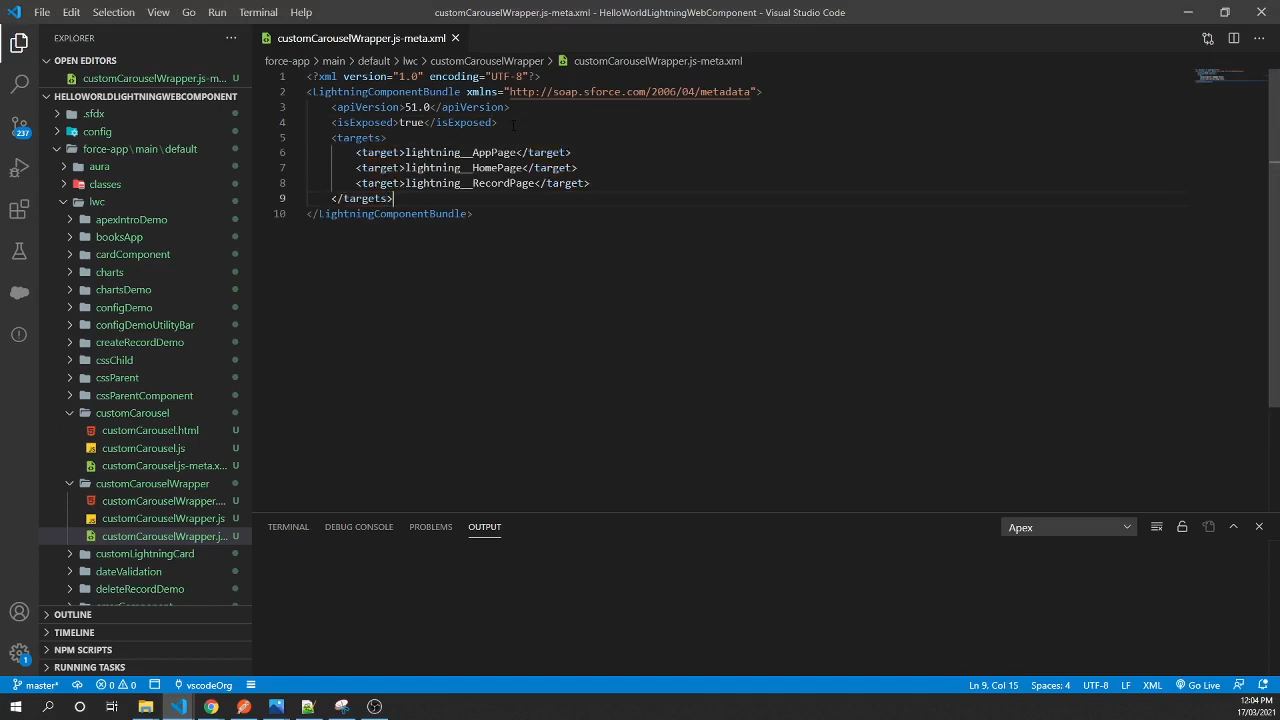 File Edit Selection View Go Run Terminal Help
customCarouselWrapper.js-meta.xml - HelloWorldLightningWebComponent - Visual Studio Code
EXPLORER
OPEN EDITORS
customCarouselWrapper.js-m... U
HELLOWORLDLIGHTNINGWEBCOMPONENT
.sfdx
config
force-app\main\default
aura
classes
lwc
apexIntroDemo
booksApp
cardComponent
charts
chartsDemo
configDemo
configDemoUtilityBar
createRecordDemo
cssChild
cssParent
cssParentComponent
customCarousel
customCarousel.html U
customCarousel.js U
customCarousel.js-meta.x... U
customCarouselWrapper
customCarouselWrapper.... U
customCarouselWrapper.js U
customCarouselWrapper.j... U
customLightningCard
dateValidation
deleteRecordDemo
OUTLINE
TIMELINE
NPM SCRIPTS
RUNNING TASKS
237
1
customCarouselWrapper.js-meta.xml
force-app > main > default > lwc > customCarouselWrapper > customCarouselWrapper.js-meta.xml
1 <?xml version="1.0" encoding="UTF-8"?>
2 <LightningComponentBundle xmlns="http://soap.sforce.com/2006/04/metadata">
3 <apiVersion>51.0</apiVersion>
4 <isExposed>true</isExposed>
5 <targets>
6 <target>lightning__AppPage</target>
7 <target>lightning__HomePage</target>
8 <target>lightning__RecordPage</target>
9 </targets>
10 </LightningComponentBundle>
TERMINAL DEBUG CONSOLE PROBLEMS OUTPUT
Apex
master* 0 0 vscodeOrg
Ln 9, Col 15 Spaces: 4 UTF-8 LF XML Go Live
12:04 PM
17/03/2021